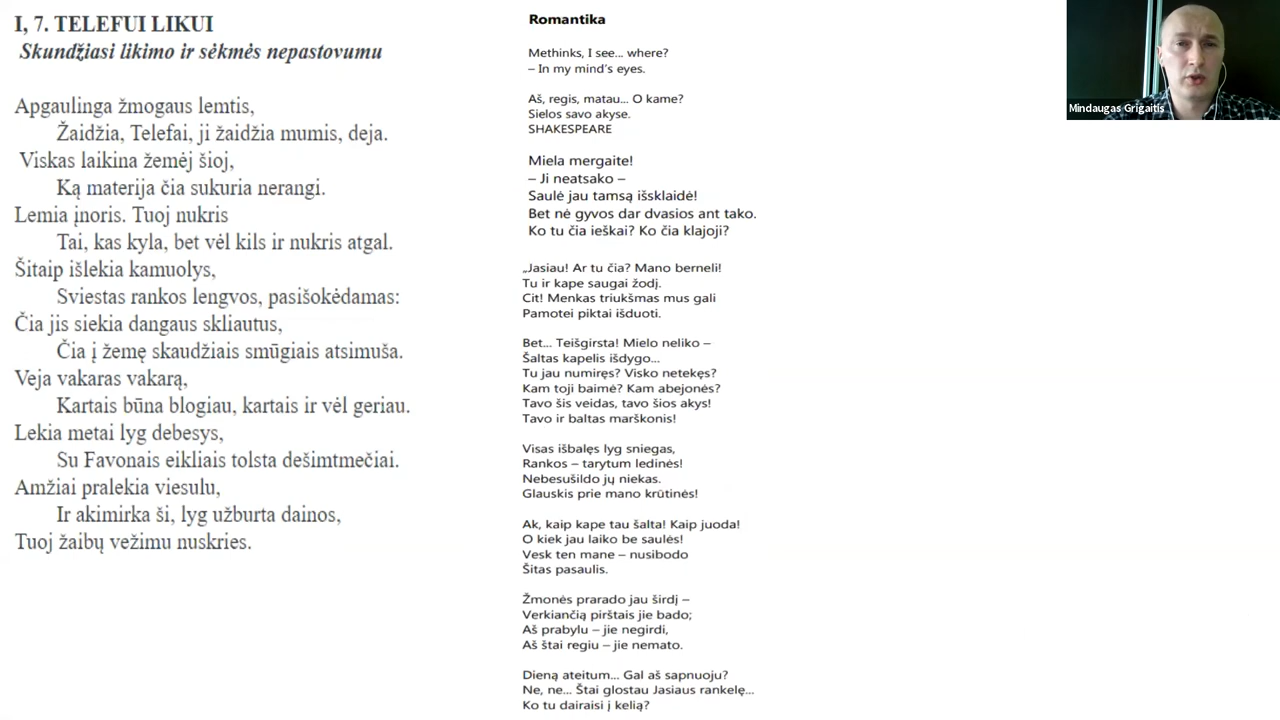 I, 7. TELEFUI LIKUI
Skundžiasi likimo ir sėkmės nepastovumu
Apgaulinga žmogaus lemtis,
Žaidžia, Telefai, ji žaidžia mumis, deja.
Viskas laikina žemėj šioj,
Ką materija čia sukuria nerangi.
Lemia įnoris. Tuoj nukris
Tai, kas kyla, bet vėl kils ir nukris atgal.
Šitaip išlekia kamuolys,
Sviestas rankos lengvos, pasišokėdamas:
Čia jis siekia dangaus skliautus,
Čia į žemę skaudžiais smūgiais atsimuša.
Veja vakaras vakarą,
Kartais būna blogiau, kartais ir vėl geriau.
Lekia metai lyg debesys,
Su Favonais eikliais tolsta dešimtmečiai.
Amžiai pralekia viesulu,
Ir akimirka ši, lyg užburta dainos,
Tuoj žaibų vežimu nuskries.
Romantika
Methinks, I see... where?
– In my mind's eyes.
Aš, regis, matau... O kame?
Sielos savo akyse.
SHAKESPEARE
Miela mergaite!
– Ji neatsako –
Saulė jau tamsą išsklaidė!
Bet nė gyvos dar dvasios ant tako.
Ko tu čia ieškai? Ko čia klajoji?
„Jasiau! Ar tu čia? Mano berneli!
Tu ir kape saugai žodį.
Cit! Menkas triukšmas mus gali
Pamotei piktai išduoti.
Bet... Teišgirsta! Mielo neliko –
Šaltas kapelis išdygo...
Tu jau numiręs? Visko netekęs?
Kam toji baimė? Kam abejonės?
Tavo šis veidas, tavo šios akys!
Tavo ir baltas marškonis!
Visas išbalęs lyg sniegas,
Rankos – tarytum ledinės!
Nebesušildo jų niekas.
Glauskis prie mano krūtinės!
Ak, kaip kape tau šalta! Kaip juoda!
O kiek jau laiko be saulės!
Vesk ten mane – nusibodo
Šitas pasaulis.
Žmonės prarado jau širdį –
Verkiančią pirštais jie bado;
Aš prabylu – jie negirdi,
Aš štai regiu – jie nemato.
Dieną ateitum... Gal aš sapnuoju?
Ne, ne... Štai glostau Jasiaus rankelę...
Ko tu dairaisi į kelią?
Mindaugas Grigaitis